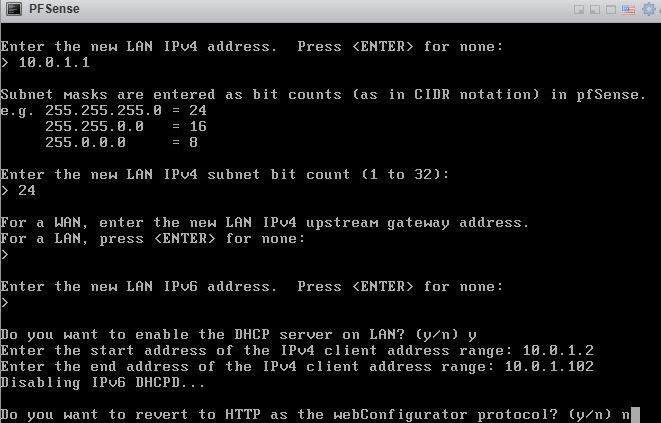 PFSense
Enter the new LAN IPv4 address.  Press <ENTER> for none:
> 10.0.1.1
Subnet masks are entered as bit counts (as in CIDR notation) in pfSense.
e.g. 255.255.255.0 = 24
     255.255.0.0   = 16
     255.0.0.0     = 8
Enter the new LAN IPv4 subnet bit count (1 to 32):
> 24
For a WAN, enter the new LAN IPv4 upstream gateway address.
For a LAN, press <ENTER> for none:
>
Enter the new LAN IPv6 address.  Press <ENTER> for none:
>
Do you want to enable the DHCP server on LAN? (y/n) y
Enter the start address of the IPv4 client address range: 10.0.1.2
Enter the end address of the IPv4 client address range: 10.0.1.102
Disabling IPv6 DHCPD...
Do you want to revert to HTTP as the webConfigurator protocol? (y/n) n